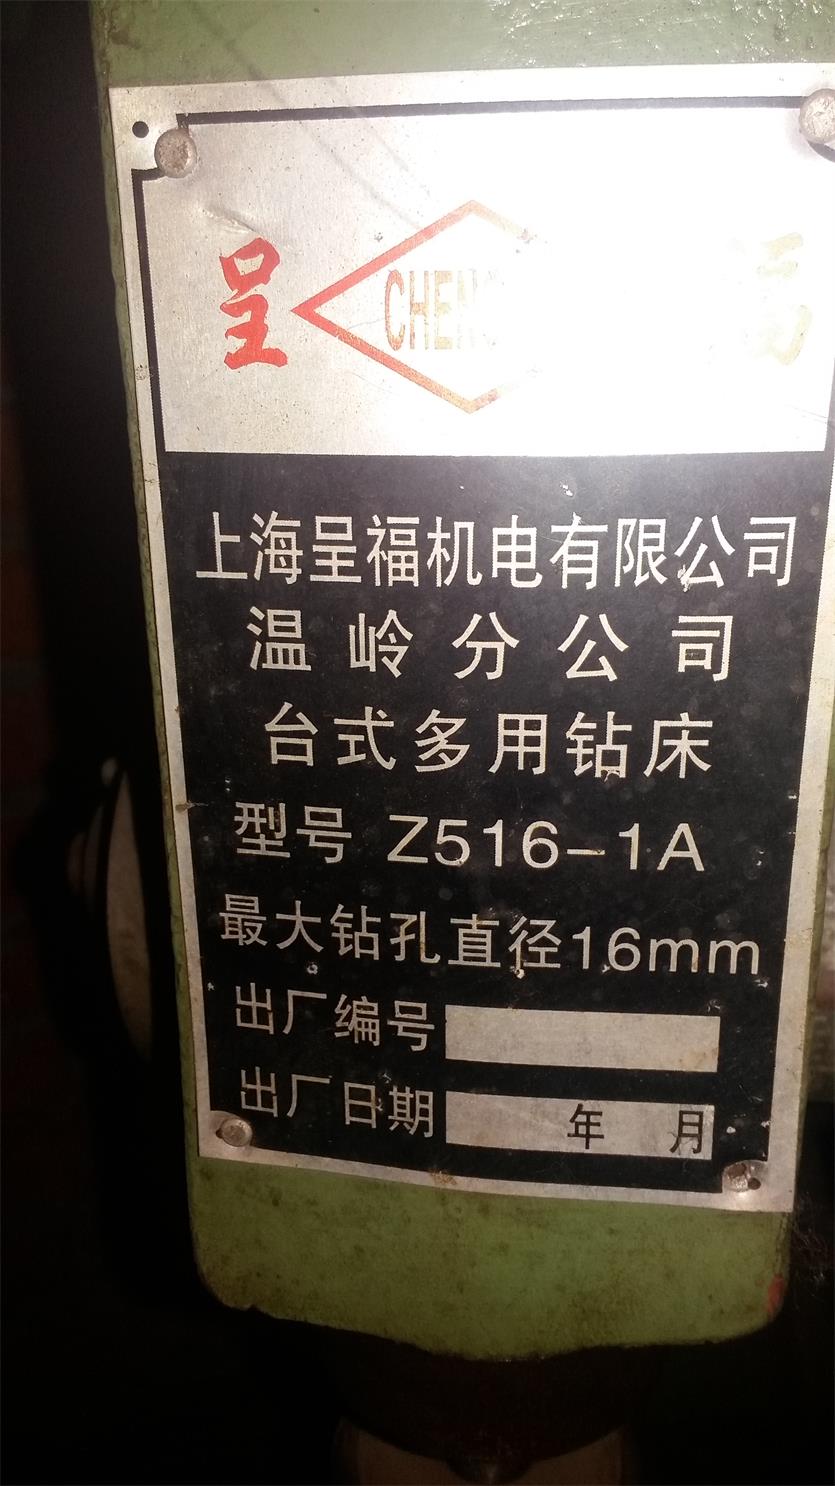 呈 CHENG 福
上海呈福机电有限公司
温岭分公司
台式多用钻床
型号 Z516-1A
最大钻孔直径16mm
出厂编号
出厂日期 年 月